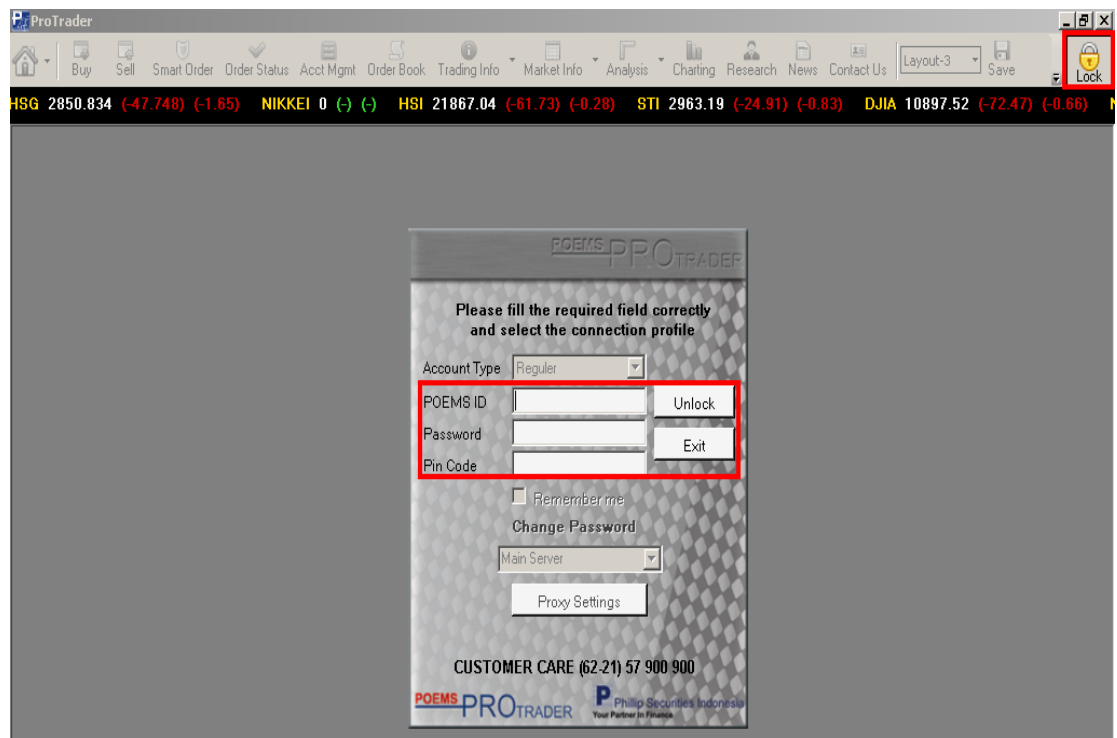 ProTrader
Buy Sell Smart Order Order Status Acct Mgmt Order Book Trading Info Market Info Analysis Charting Research News Contact Us Layout-3 Save Lock
HSG 2850.834 (-47.748) (-1.65) NIKKEI 0 (-) (-) HSI 21867.04 (-61.73) (-0.28) STI 2963.19 (-24.91) (-0.83) DJIA 10897.52 (-72.47) (-0.66) N
POEMS PROTRADER
Please fill the required field correctly
and select the connection profile
Account Type Reguler
POEMS ID Unlock
Password Exit
Pin Code
Remember me
Change Password
Main Server
Proxy Settings
CUSTOMER CARE (62-21) 57 900 900
POEMS PROTRADER Phillip Securities Indonesia
Your Partner In Finance